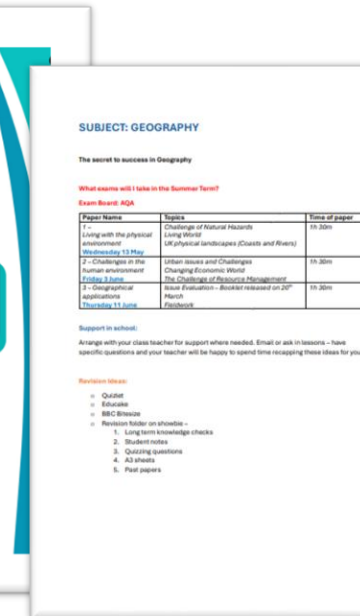 SUBJECT: GEOGRAPHY
The secret to success in Geography
What exams will I take in the Summer Term?
Exam Board: AQA
Paper Name Topics Time of paper
1 – Challenge of Natural Hazards 1h 30m
Living with the physical Living World
environment UK physical landscapes (Coasts and Rivers)
Wednesday 13 May
2 – Challenges in the Urban Issues and Challenges 1h 30m
human environment Changing Economic World
Friday 3 June The Challenge of Resource Management
3 – Geographical Issue Evaluation – Booklet released on 20th 1h 30m
applications March
Thursday 11 June Fieldwork
Support in school:
Arrange with your class teacher for support where needed. Email or ask in lessons – have
specific questions and your teacher will be happy to spend time recapping these ideas for you
Revision Ideas:
o Quizlet
o Educake
o BBC Bitesize
o Revision folder on showbie –
1. Long term knowledge checks
2. Student notes
3. Quizzing questions
4. A3 sheets
5. Past papers